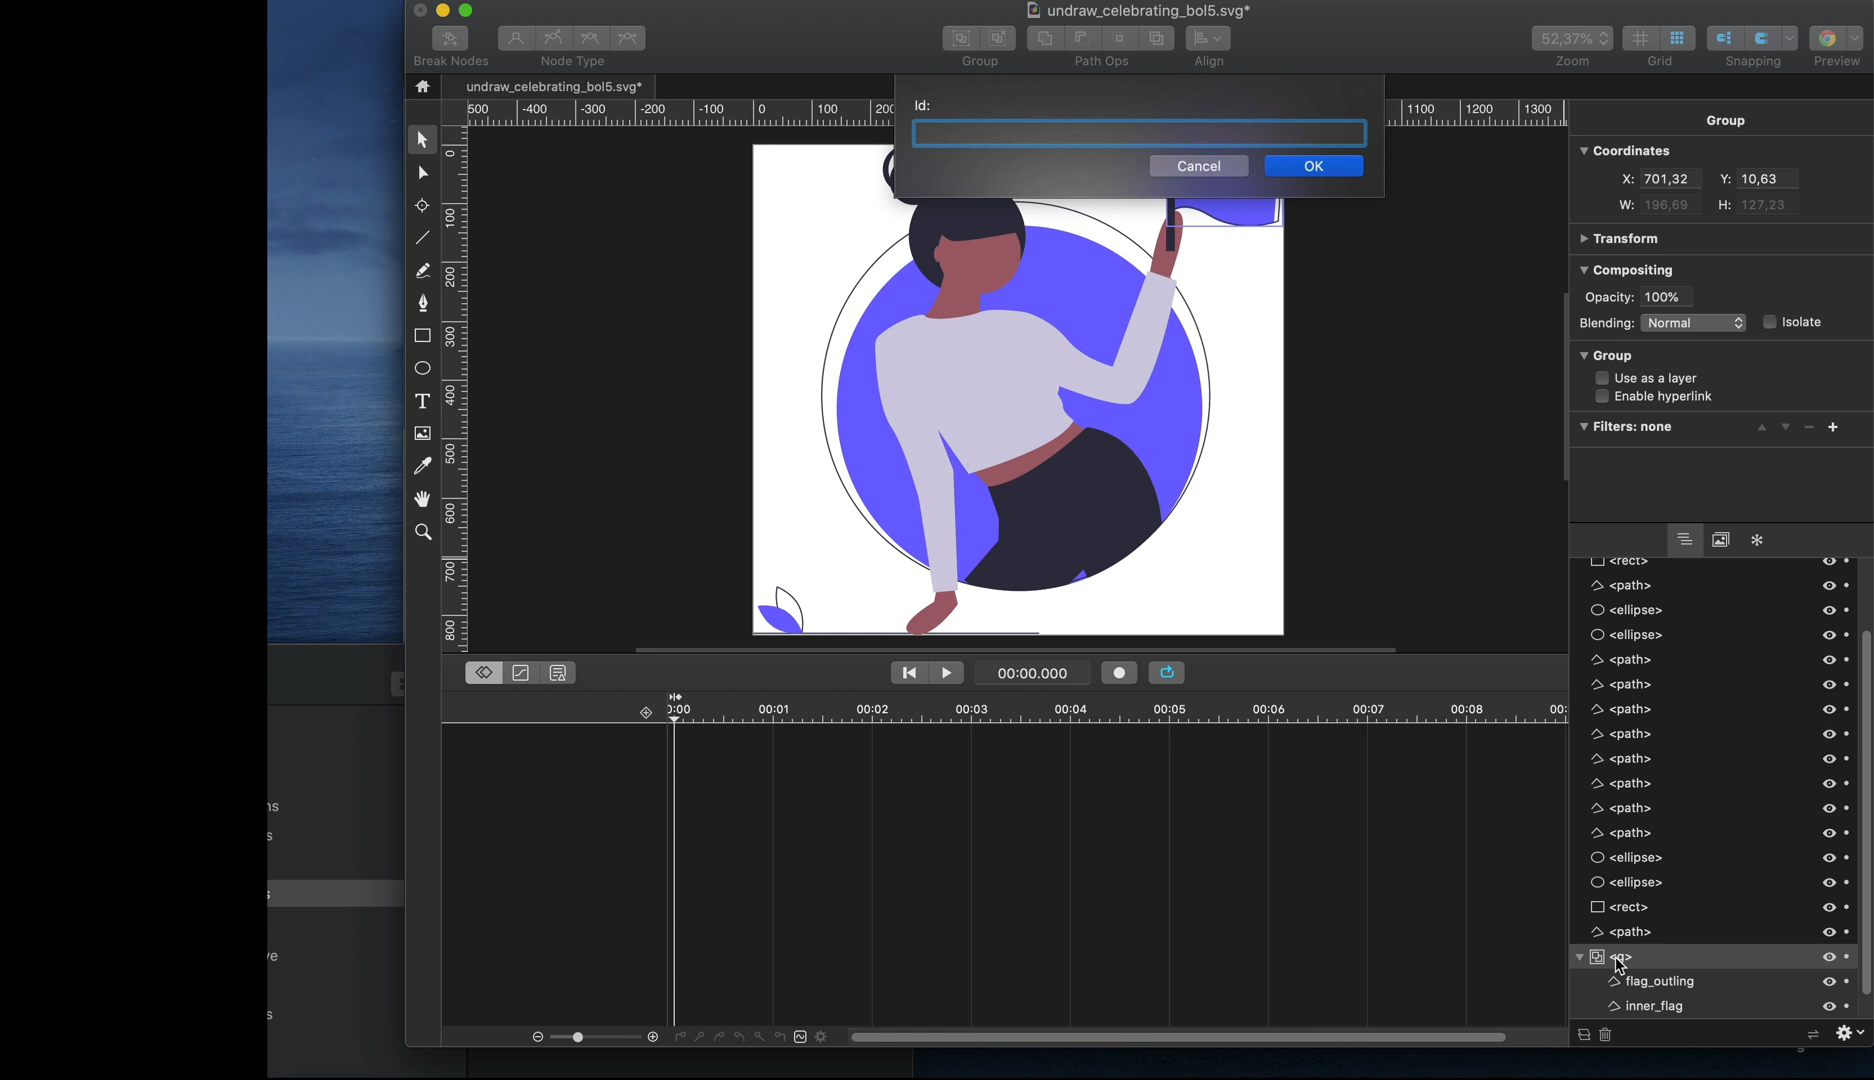 undraw_celebrating_bol5.svg*
52,37%
Break Nodes
Node Type
Group
Path Ops
Align
Zoom
Grid
Snapping
Preview
undraw_celebrating_bol5.svg*
500 -400 -300 -200 -100 0 100 200 1100 1200 1300
0
100
200
300
400
500
600
700
800
Id:
Cancel
OK
Group
Coordinates
X: 701,32 Y: 10,63
W: 196,69 H: 127,23
Transform
Compositing
Opacity: 100%
Blending: Normal Isolate
Group
Use as a layer
Enable hyperlink
Filters: none
<rect>
<path>
<ellipse>
<ellipse>
<path>
<path>
<path>
<path>
<path>
<path>
<path>
<path>
<ellipse>
<ellipse>
<rect>
<path>
<g>
flag_outling
inner_flag
00:00.000
0:00 00:01 00:02 00:03 00:04 00:05 00:06 00:07 00:08 00:
ns
s
s
ve
s